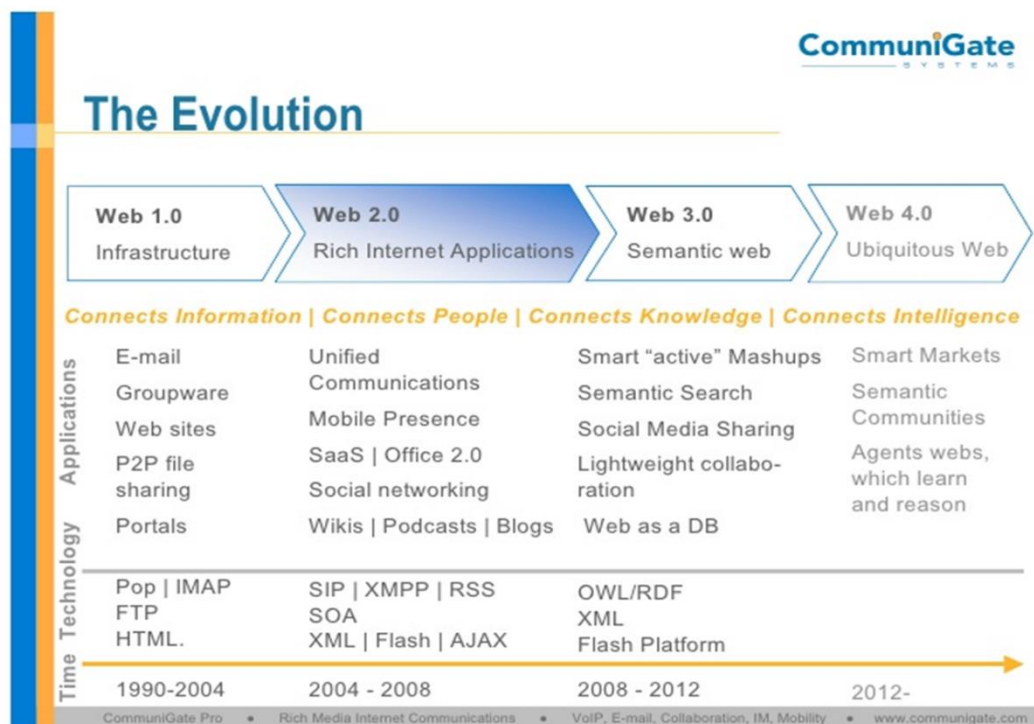 CommuniGate
SYSTEMS
The Evolution
Web 1.0
Infrastructure
Web 2.0
Rich Internet Applications
Web 3.0
Semantic web
Web 4.0
Ubiquitous Web
Connects Information | Connects People | Connects Knowledge | Connects Intelligence
Applications
E-mail
Groupware
Web sites
P2P file
sharing
Portals
Unified
Communications
Mobile Presence
SaaS | Office 2.0
Social networking
Wikis | Podcasts | Blogs
Smart “active” Mashups
Semantic Search
Social Media Sharing
Lightweight collabo-
ration
Web as a DB
Smart Markets
Semantic
Communities
Agents webs,
which learn
and reason
Technology
Pop | IMAP
FTP
HTML.
SIP | XMPP | RSS
SOA
XML | Flash | AJAX
OWL/RDF
XML
Flash Platform
Time
1990-2004
2004 - 2008
2008 - 2012
2012-
CommuniGate Pro • Rich Media Internet Communications • VoIP, E-mail, Collaboration, IM, Mobility • www.communigate.com